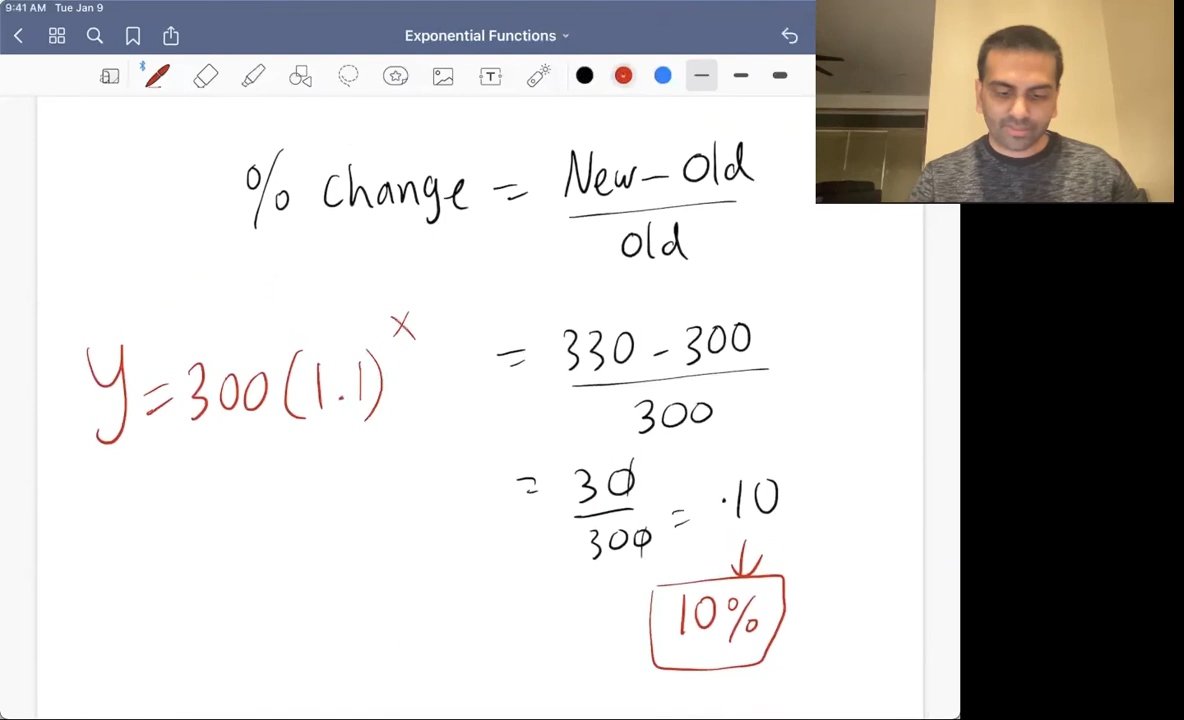 9:41 AM Tue Jan 9
Exponential Functions
% Change = New - Old
Old
y = 300 (1.1)^x
= 330 - 300
300
= 30
300
= .10
10%